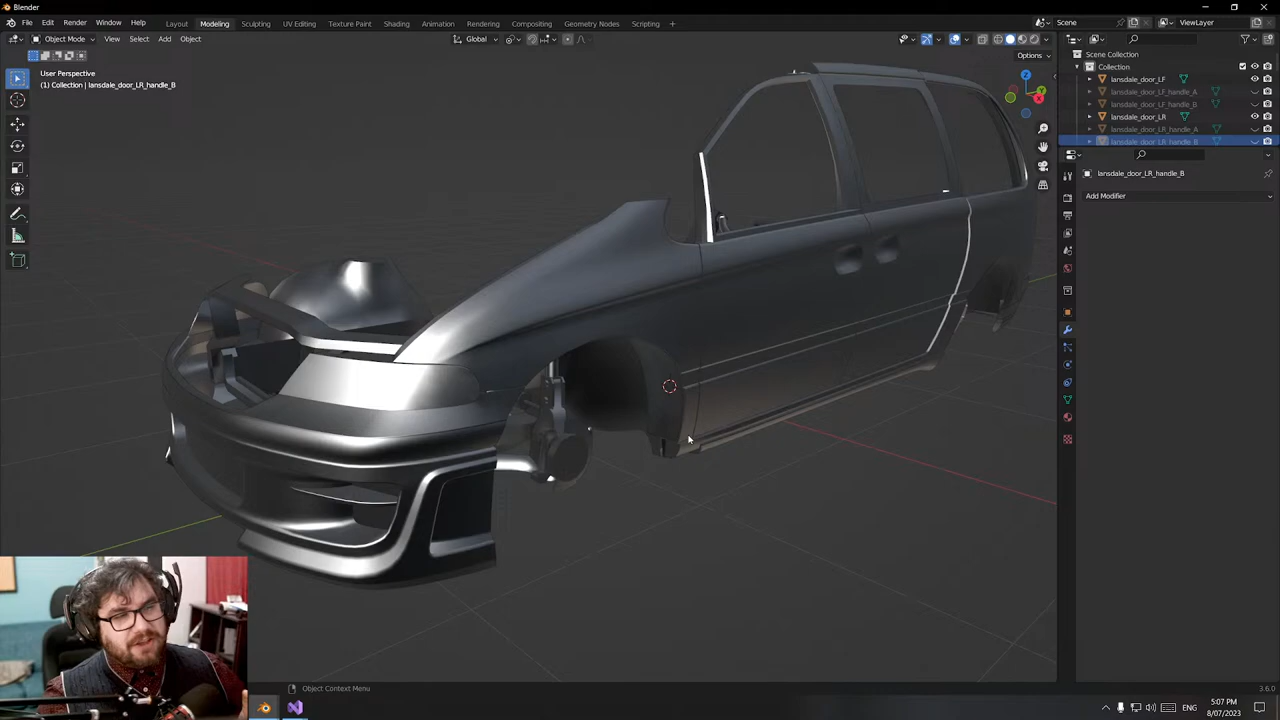 Blender
File Edit Render Window Help
Layout Modeling Sculpting UV Editing Texture Paint Shading Animation Rendering Compositing Geometry Nodes Scripting +
Scene
ViewLayer
Object Mode View Select Add Object
Global
Options
User Perspective
(1) Collection | lansdale_door_LR_handle_B
Scene Collection
Collection
lansdale_door_LF
lansdale_door_LF_handle_A
lansdale_door_LF_handle_B
lansdale_door_LR
lansdale_door_LR_handle_A
lansdale_door_LR_handle_B
lansdale_door_LR_handle_B
Add Modifier
Object Context Menu
3.6.0
ENG
5:07 PM
8/07/2023